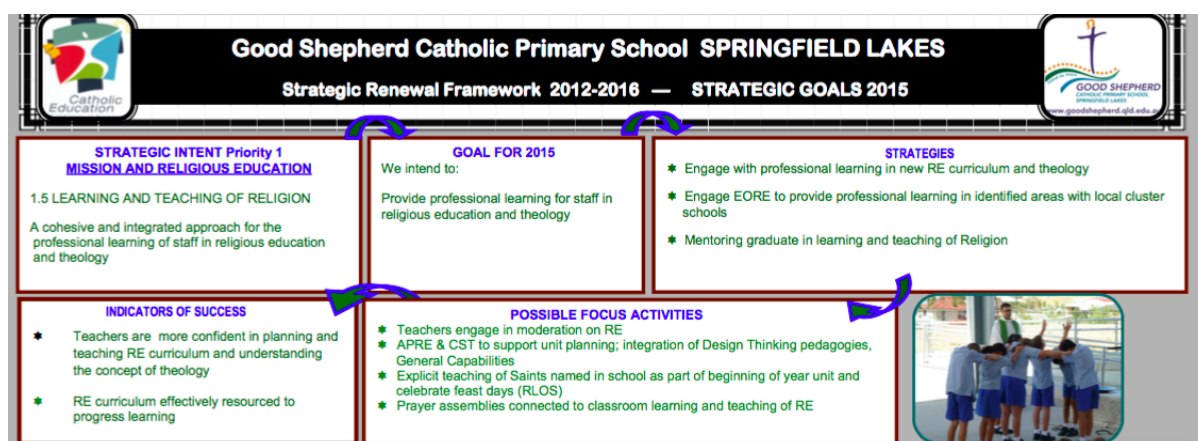 Good Shepherd Catholic Primary School SPRINGFIELD LAKES
Strategic Renewal Framework 2012-2016 — STRATEGIC GOALS 2015
Catholic
Education
GOOD SHEPHERD
CATHOLIC PRIMARY SCHOOL
SPRINGFIELD LAKES
www.goodshepherd.qld.edu.au
STRATEGIC INTENT Priority 1
MISSION AND RELIGIOUS EDUCATION
1.5 LEARNING AND TEACHING OF RELIGION
A cohesive and integrated approach for the
professional learning of staff in religious education
and theology
GOAL FOR 2015
We intend to:
Provide professional learning for staff in
religious education and theology
STRATEGIES
Engage with professional learning in new RE curriculum and theology
Engage EORE to provide professional learning in identified areas with local cluster
schools
Mentoring graduate in learning and teaching of Religion
INDICATORS OF SUCCESS
Teachers are more confident in planning and
teaching RE curriculum and understanding
the concept of theology
RE curriculum effectively resourced to
progress learning
POSSIBLE FOCUS ACTIVITIES
Teachers engage in moderation on RE
APRE & CST to support unit planning; integration of Design Thinking pedagogies,
General Capabilities
Explicit teaching of Saints named in school as part of beginning of year unit and
celebrate feast days (RLOS)
Prayer assemblies connected to classroom learning and teaching of RE